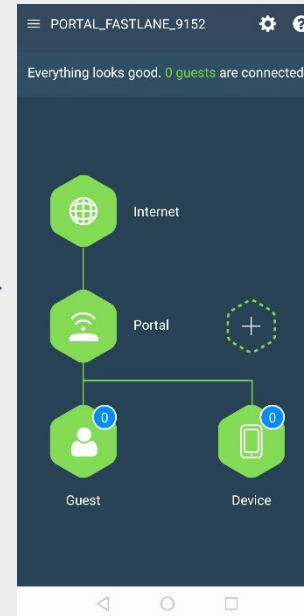 PORTAL_FASTLANE_9152
?
Everything looks good. 0 guests are connected
Internet
Portal
+
0
0
Guest
Device